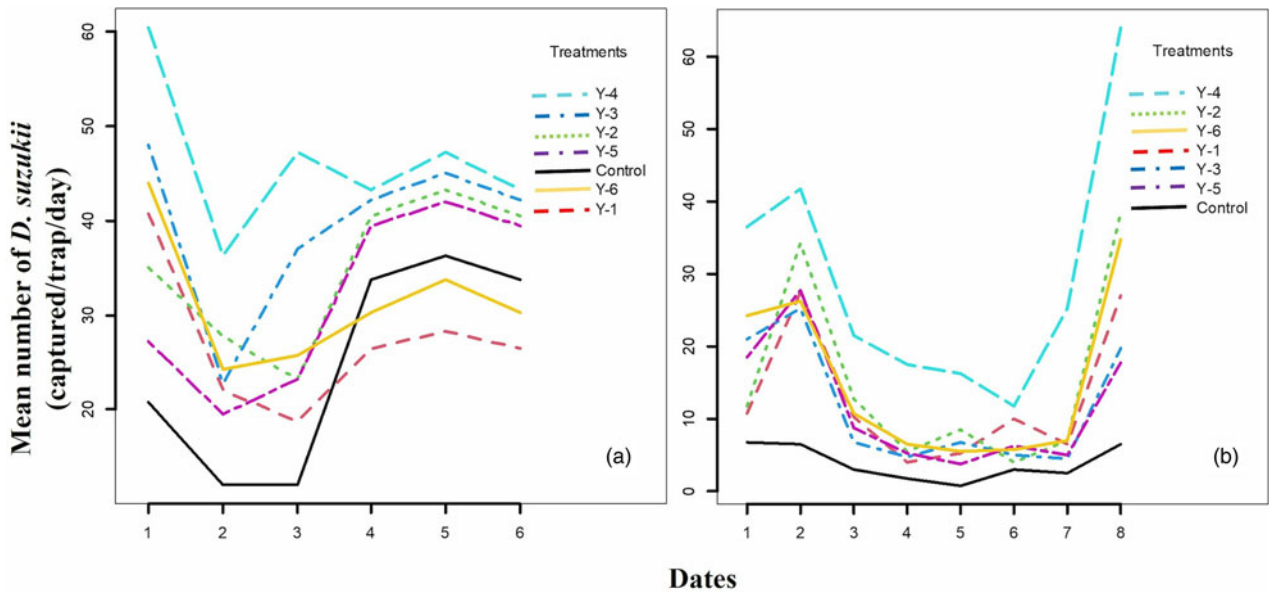 Mean number of D. suzukii
(captured/trap/day)
60
50
40
30
20
1 2 3 4 5 6
Treatments
Y-4
Y-3
Y-2
Y-5
Control
Y-6
Y-1
(a)
60
50
40
30
20
10
0
1 2 3 4 5 6 7 8
Treatments
Y-4
Y-2
Y-6
Y-1
Y-3
Y-5
Control
(b)
Dates